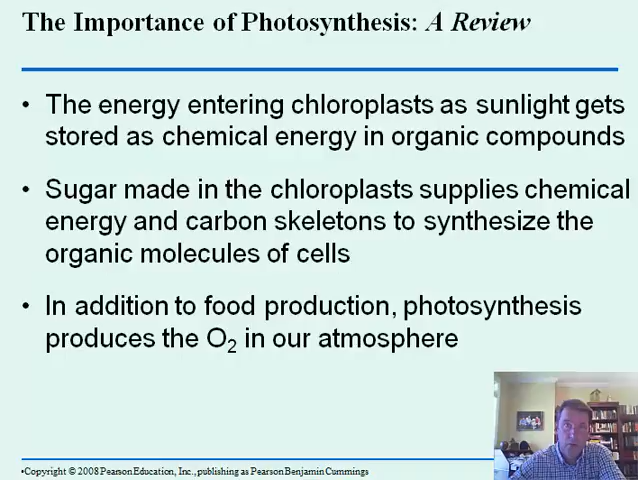 The Importance of Photosynthesis: A Review
• The energy entering chloroplasts as sunlight gets
stored as chemical energy in organic compounds
• Sugar made in the chloroplasts supplies chemical
energy and carbon skeletons to synthesize the
organic molecules of cells
• In addition to food production, photosynthesis
produces the O₂ in our atmosphere
•Copyright © 2008 Pearson Education, Inc., publishing as Pearson Benjamin Cummings